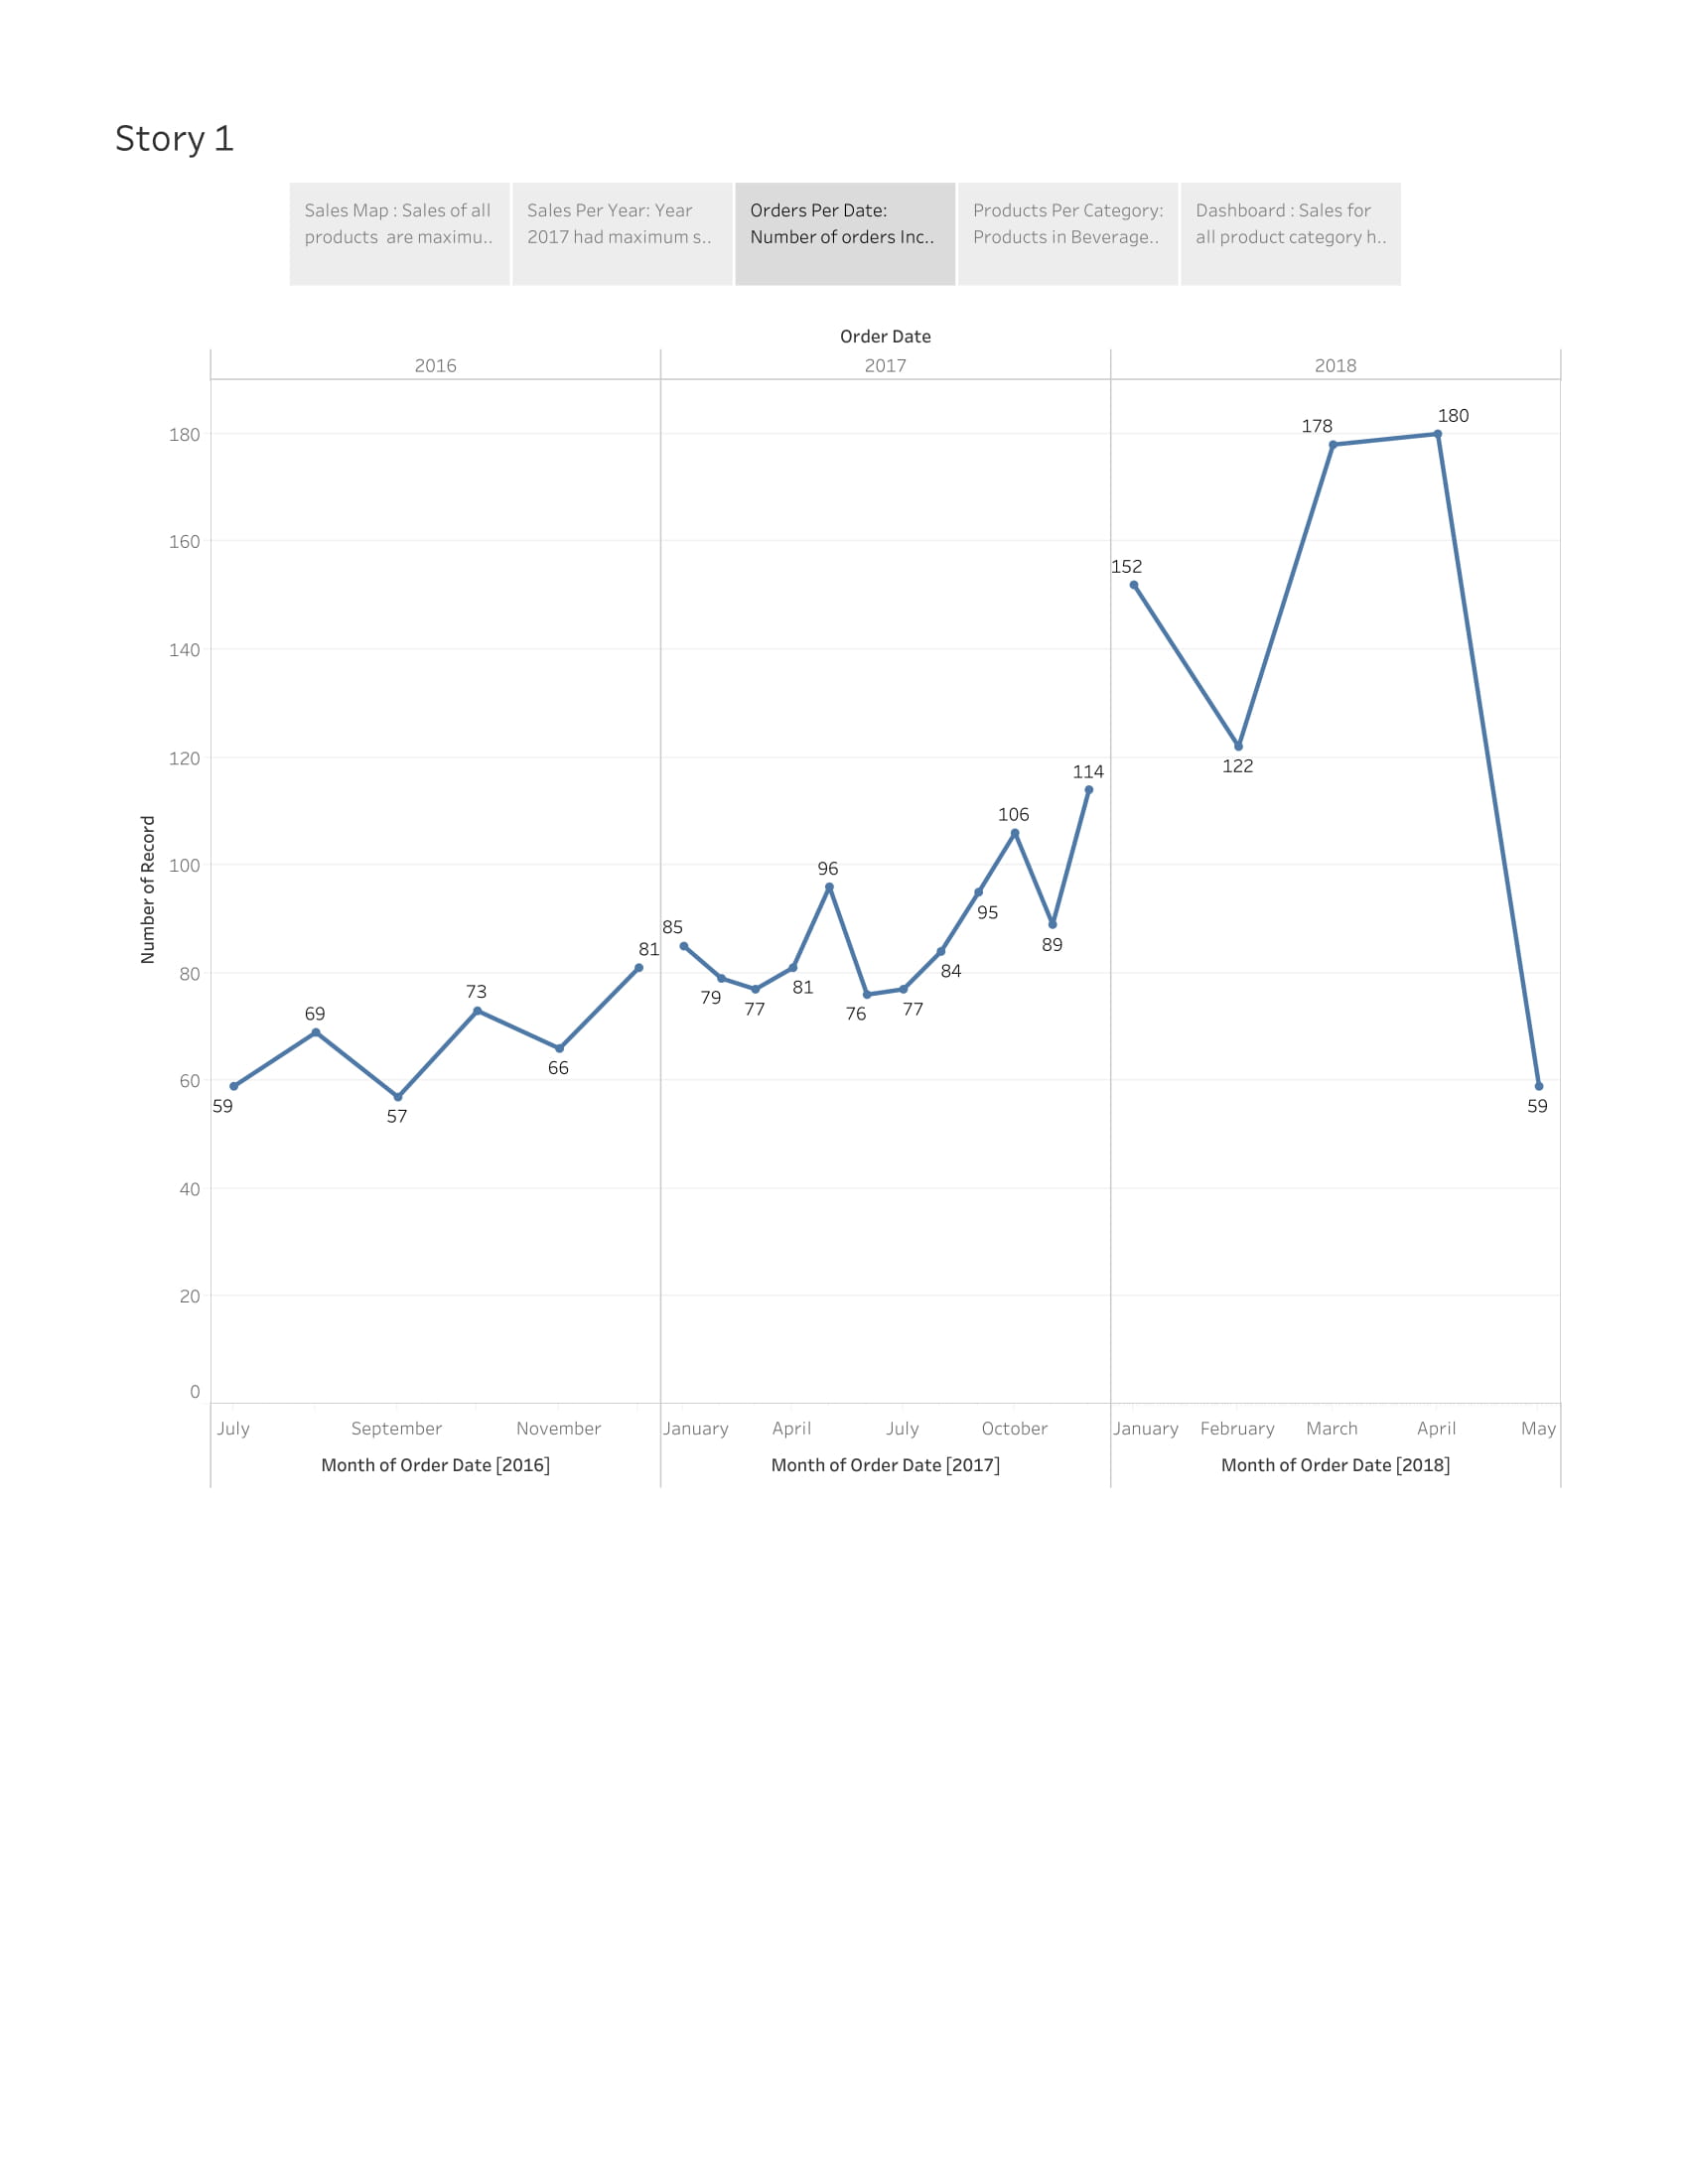 Story 1
Sales Map : Sales of all
products  are maximu..
Sales Per Year: Year
2017 had maximum s..
Orders Per Date:
Number of orders Inc..
Products Per Category:
Products in Beverage..
Dashboard : Sales for
all product category h..
Order Date
2016 2017 2018
180
160
140
120
100
80
60
40
20
0
Number of Record
59
69
57
73
66
81
85
79
77
81
96
76
77
84
95
106
89
114
152
122
178
180
59
July September November January April July October January February March April May
Month of Order Date [2016] Month of Order Date [2017] Month of Order Date [2018]